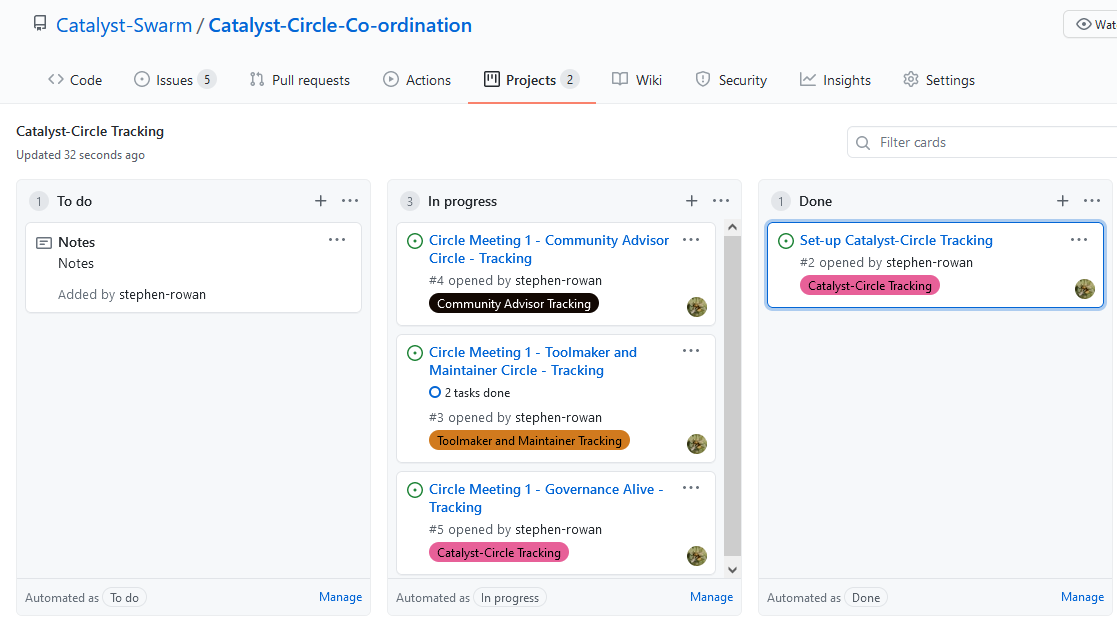 Catalyst-Swarm / Catalyst-Circle-Co-ordination
Code
Issues 5
Pull requests
Actions
Projects 2
Wiki
Security
Insights
Settings
Catalyst-Circle Tracking
Updated 32 seconds ago
Filter cards
1 To do
Notes
Notes
Added by stephen-rowan
Automated as To do
Manage
3 In progress
Circle Meeting 1 - Community Advisor
Circle - Tracking
#4 opened by stephen-rowan
Community Advisor Tracking
Circle Meeting 1 - Toolmaker and
Maintainer Circle - Tracking
2 tasks done
#3 opened by stephen-rowan
Toolmaker and Maintainer Tracking
Circle Meeting 1 - Governance Alive -
Tracking
#5 opened by stephen-rowan
Catalyst-Circle Tracking
Automated as In progress
Manage
1 Done
Set-up Catalyst-Circle Tracking
#2 opened by stephen-rowan
Catalyst-Circle Tracking
Automated as Done
Manage